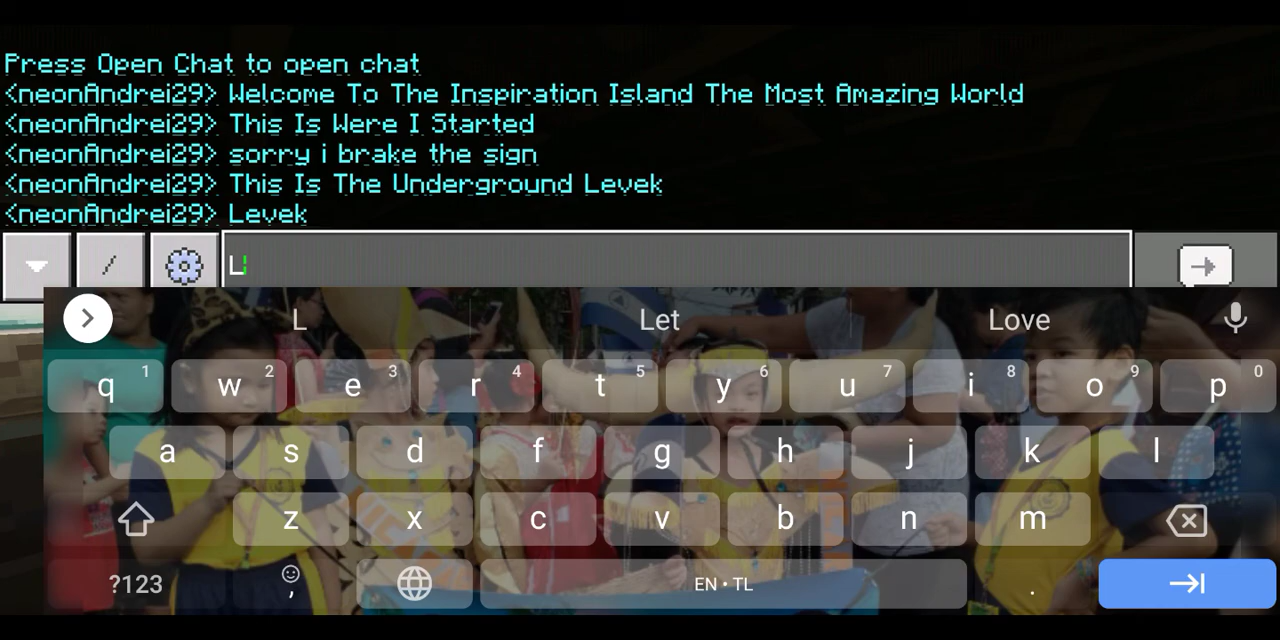 Press Open Chat to open chat
<neonAndrei29> Welcome To The Inspiration Island The Most Amazing World
<neonAndrei29> This Is Were I Started
<neonAndrei29> sorry i brake the sign
<neonAndrei29> This Is The Underground Levek
<neonAndrei29> Levek
/ L
L Let Love
q 1 w 2 e 3 r 4 t 5 y 6 u 7 i 8 o 9 p 0
a s d f g h j k l
z x c v b n m
?123 , EN • TL .